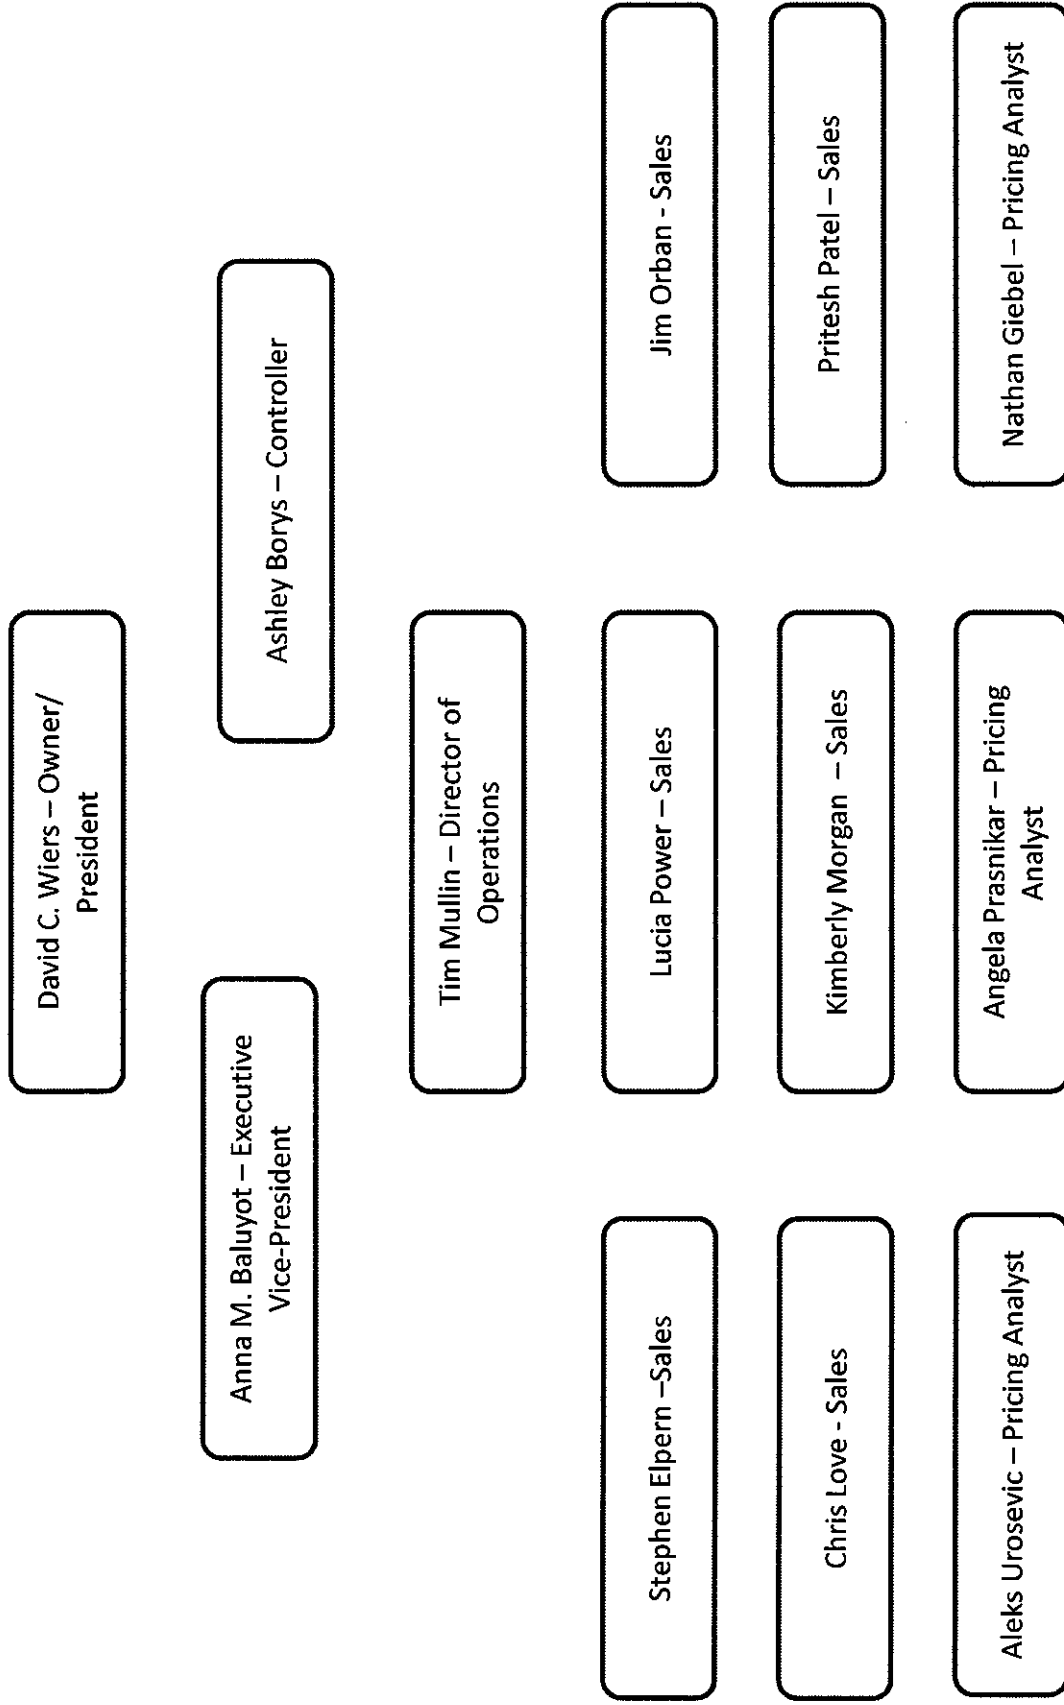 David C. Wiers – Owner/
President
Anna M. Baluyot – Executive
Vice-President
Ashley Borys – Controller
Tim Mullin – Director of
Operations
Stephen Elpern –Sales
Lucia Power – Sales
Jim Orban - Sales
Chris Love - Sales
Kimberly Morgan – Sales
Pritesh Patel – Sales
Aleks Urosevic – Pricing Analyst
Angela Prasnikar – Pricing
Analyst
Nathan Giebel – Pricing Analyst